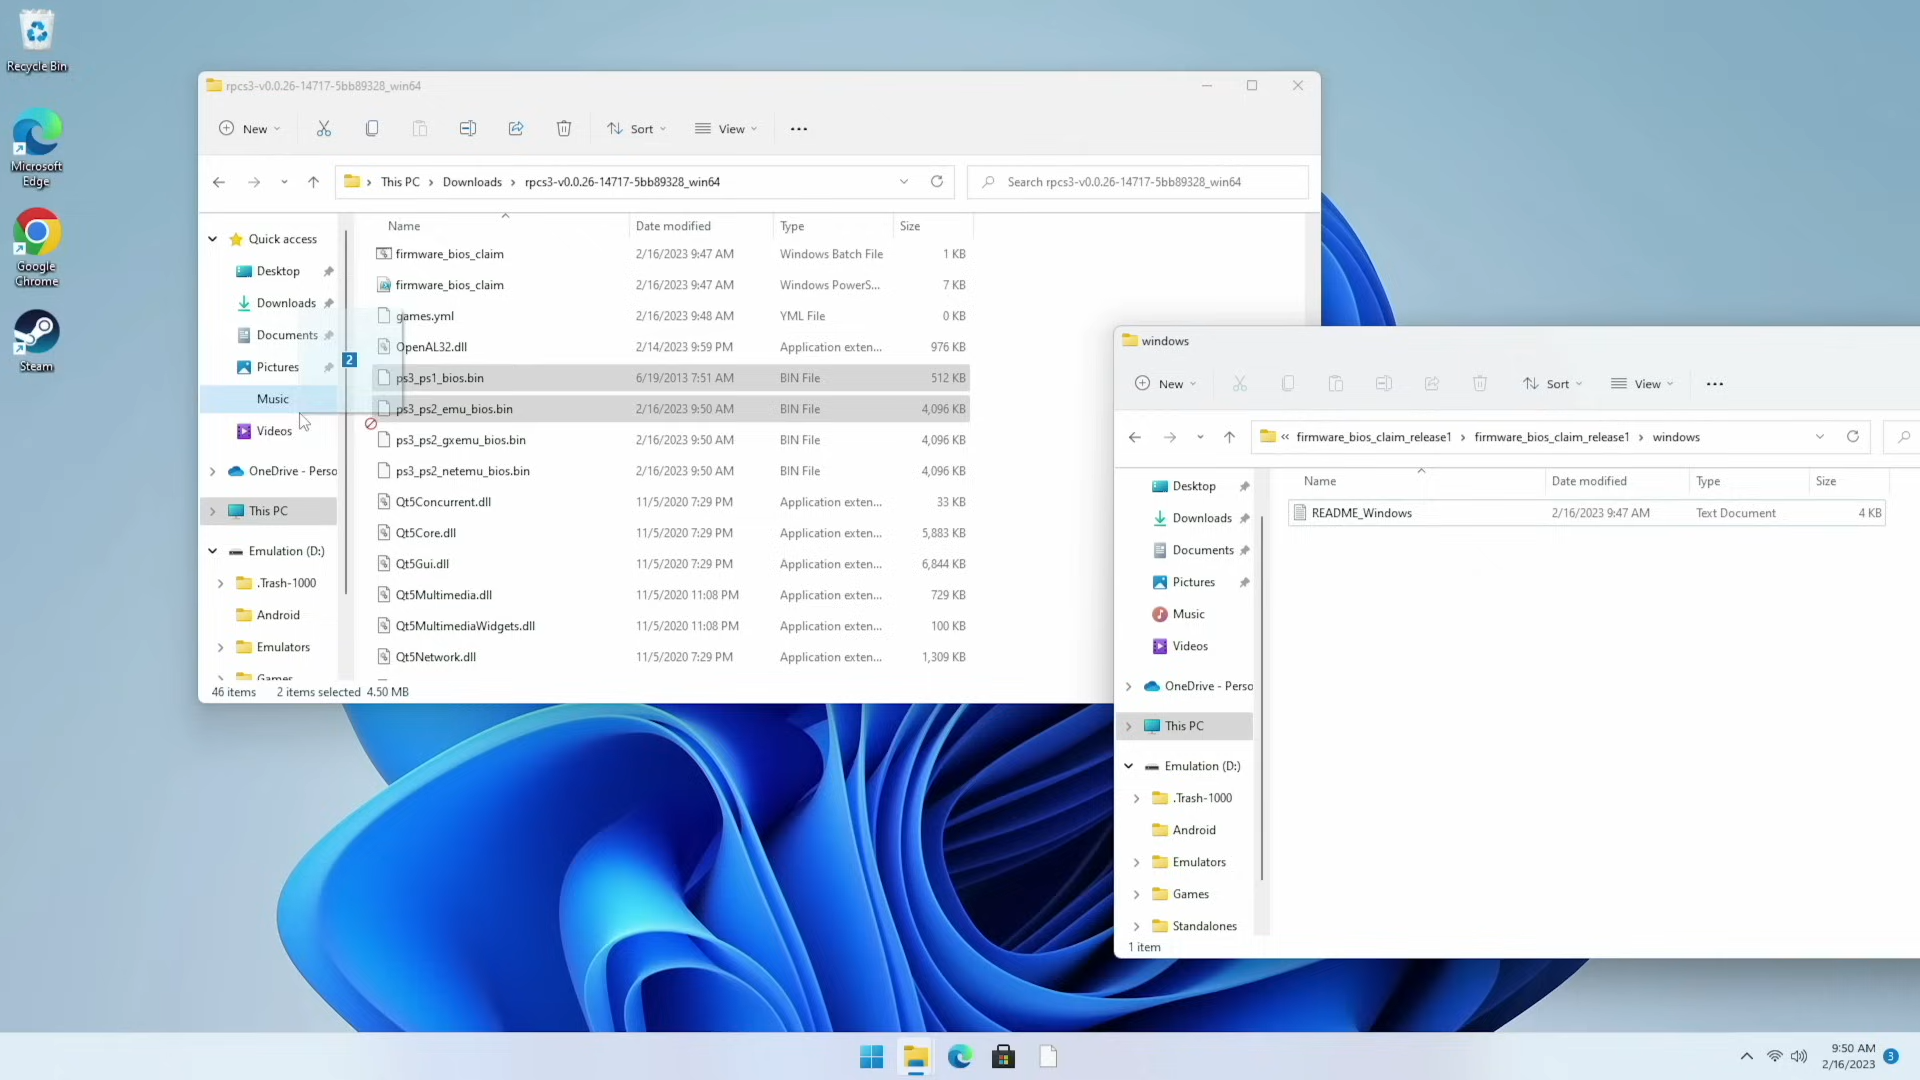 Recycle Bin
Microsoft
Edge
Google
Chrome
Steam
rpcs3-v0.0.26-14717-5bb89328_win64
New
Sort
View
This PC > Downloads > rpcs3-v0.0.26-14717-5bb89328_win64
Search rpcs3-v0.0.26-14717-5bb89328_win64
Quick access
Desktop
Downloads
Documents
Pictures
Music
Videos
OneDrive - Perso
This PC
Emulation (D:)
.Trash-1000
Android
Emulators
Games
2
Name Date modified Type Size
firmware_bios_claim 2/16/2023 9:47 AM Windows Batch File 1 KB
firmware_bios_claim 2/16/2023 9:47 AM Windows PowerS... 7 KB
games.yml 2/16/2023 9:48 AM YML File 0 KB
OpenAL32.dll 2/14/2023 9:59 PM Application exten... 976 KB
ps3_ps1_bios.bin 6/19/2013 7:51 AM BIN File 512 KB
ps3_ps2_emu_bios.bin 2/16/2023 9:50 AM BIN File 4,096 KB
ps3_ps2_gxemu_bios.bin 2/16/2023 9:50 AM BIN File 4,096 KB
ps3_ps2_netemu_bios.bin 2/16/2023 9:50 AM BIN File 4,096 KB
Qt5Concurrent.dll 11/5/2020 7:29 PM Application exten... 33 KB
Qt5Core.dll 11/5/2020 7:29 PM Application exten... 5,883 KB
Qt5Gui.dll 11/5/2020 7:29 PM Application exten... 6,844 KB
Qt5Multimedia.dll 11/5/2020 11:08 PM Application exten... 729 KB
Qt5MultimediaWidgets.dll 11/5/2020 11:08 PM Application exten... 100 KB
Qt5Network.dll 11/5/2020 7:29 PM Application exten... 1,309 KB
46 items 2 items selected 4.50 MB
windows
New
Sort
View
« firmware_bios_claim_release1 > firmware_bios_claim_release1 > windows
Desktop
Downloads
Documents
Pictures
Music
Videos
OneDrive - Perso
This PC
Emulation (D:)
.Trash-1000
Android
Emulators
Games
Standalones
Name Date modified Type Size
README_Windows 2/16/2023 9:47 AM Text Document 4 KB
1 item
9:50 AM
2/16/2023
3